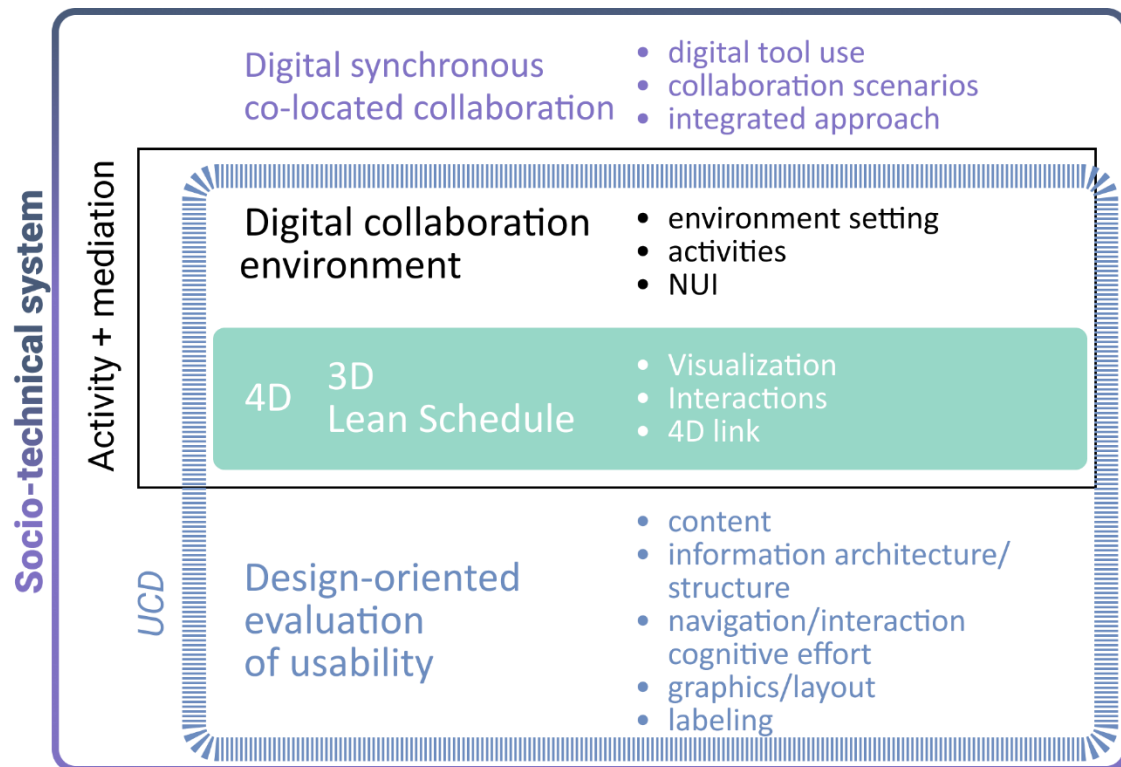 Socio-technical system
Activity + mediation
UCD
Digital synchronous
co-located collaboration
• digital tool use
• collaboration scenarios
• integrated approach
Digital collaboration
environment
• environment setting
• activities
• NUI
4D
3D
Lean Schedule
• Visualization
• Interactions
• 4D link
Design-oriented
evaluation
of usability
• content
• information architecture/
structure
• navigation/interaction
cognitive effort
• graphics/layout
• labeling